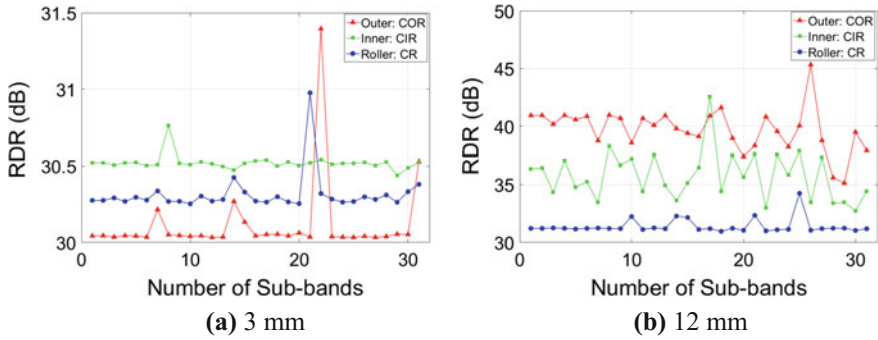 31.5
31
30.5
30
RDR (dB)
Outer: COR
Inner: CIR
Roller: CR
0
10
20
30
Number of Sub-bands
(a) 3 mm
50
45
40
35
30
RDR (dB)
Outer: COR
Inner: CIR
Roller: CR
0
10
20
30
Number of Sub-bands
(b) 12 mm